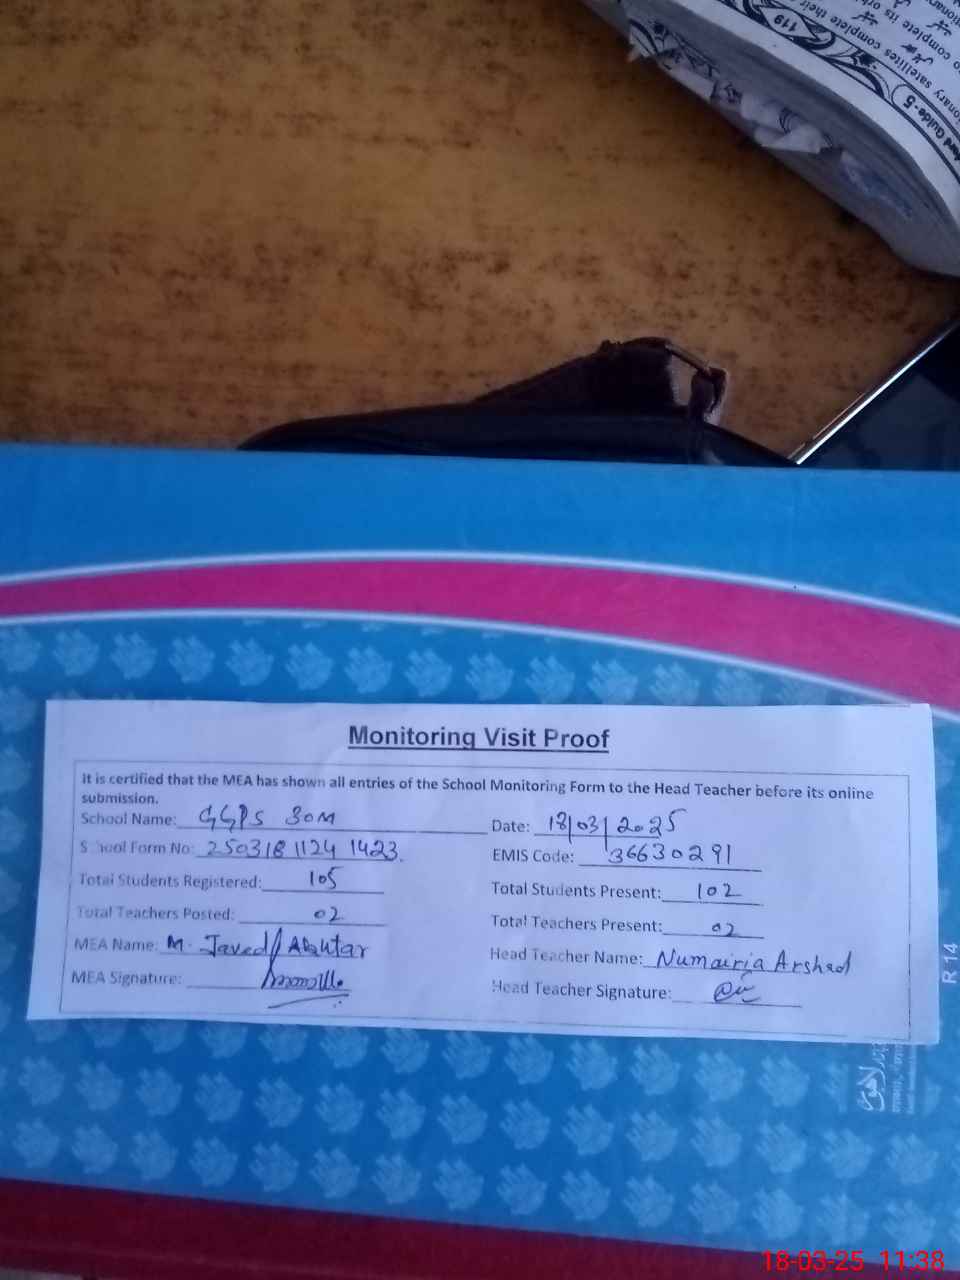 119
Guide-5
Monitoring Visit Proof
It is certified that the MEA has shown all entries of the School Monitoring Form to the Head Teacher before its online
submission.
School Name: GGPS 30M Date: 18/03/2025
School Form No: 250318 1124 1423. EMIS Code: 36630291
Total Students Registered: 105 Total Students Present: 102
Total Teachers Posted: 02 Total Teachers Present: 02
MEA Name: M. Javed Akhtar Head Teacher Name: Numairia Arshad
MEA Signature: Head Teacher Signature:
R 14
لاہور
18-03-25 11:38